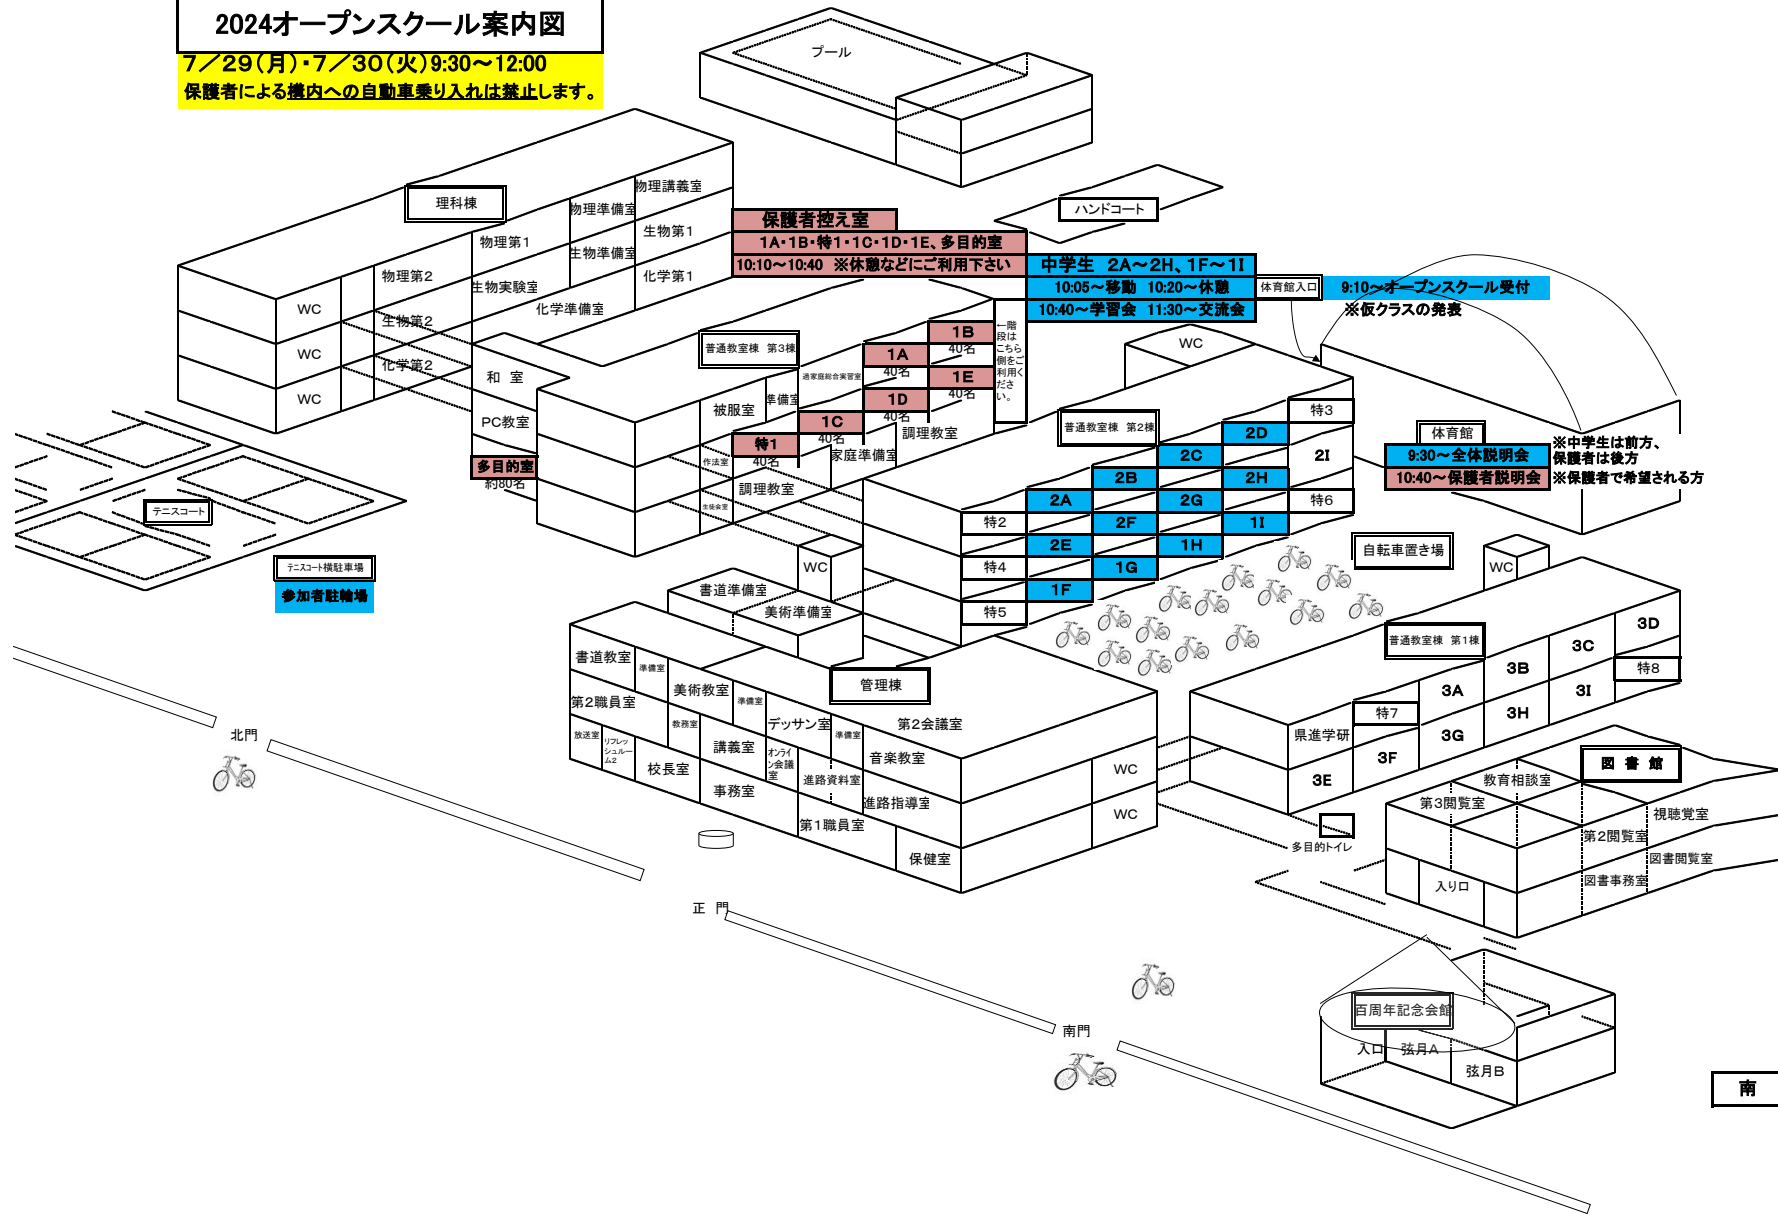 2024オープンスクール案内図
7／29(月)・7／30(火)9:30～12:00
保護者による構内への自動車乗り入れは禁止します。
プール
理科棟
物理講義室
物理準備室
物理第1
物理第2
WC
生物第1
生物準備室
生物実験室
生物第2
WC
化学第1
化学準備室
化学第2
WC
ハンドコート
保護者控え室
1A・1B・特1・1C・1D・1E、多目的室
10:10～10:40 ※休憩などにご利用下さい
中学生 2A～2H、1F～1I
10:05～移動 10:20～休憩
10:40～学習会 11:30～交流会
体育館入口
9:10～オープンスクール受付
※仮クラスの発表
普通教室棟 第3棟
1B
40名
1A
40名
1E
40名
1D
40名
1C
40名
特1
40名
←階
段は
こちら
側をご
利用く
ださ
い。
被服室
準備室
作法室
調理教室
家庭準備室
調理教室
生徒会室
和 室
PC教室
多目的室
約80名
WC
普通教室棟 第2棟
特3
2D
2C
2B
2A
特2
2I
2H
2G
2F
2E
特4
特6
1I
1H
1G
1F
特5
体育館
9:30～全体説明会
10:40～保護者説明会
※中学生は前方、
保護者は後方
※保護者で希望される方
テニスコート
テニスコート横駐車場
参加者駐輪場
自転車置き場
WC
書道準備室
美術準備室
管理棟
書道教室
準備室
美術教室
準備室
デッサン室
準備室
第2会議室
音楽教室
WC
第2職員室
教務室
講義室
オンライ
ン会議
室
進路資料室
進路指導室
WC
放送室
リフレッ
シュルー
ム2
校長室
事務室
第1職員室
保健室
WC
普通教室棟 第1棟
3D
3C
3B
3A
特7
県進学研
特8
3I
3H
3G
3F
3E
多目的トイレ
図 書 館
教育相談室
第3閲覧室
視聴覚室
第2閲覧室
図書閲覧室
図書事務室
入り口
百周年記念会館
入口
弦月A
弦月B
北門
正 門
南門
南